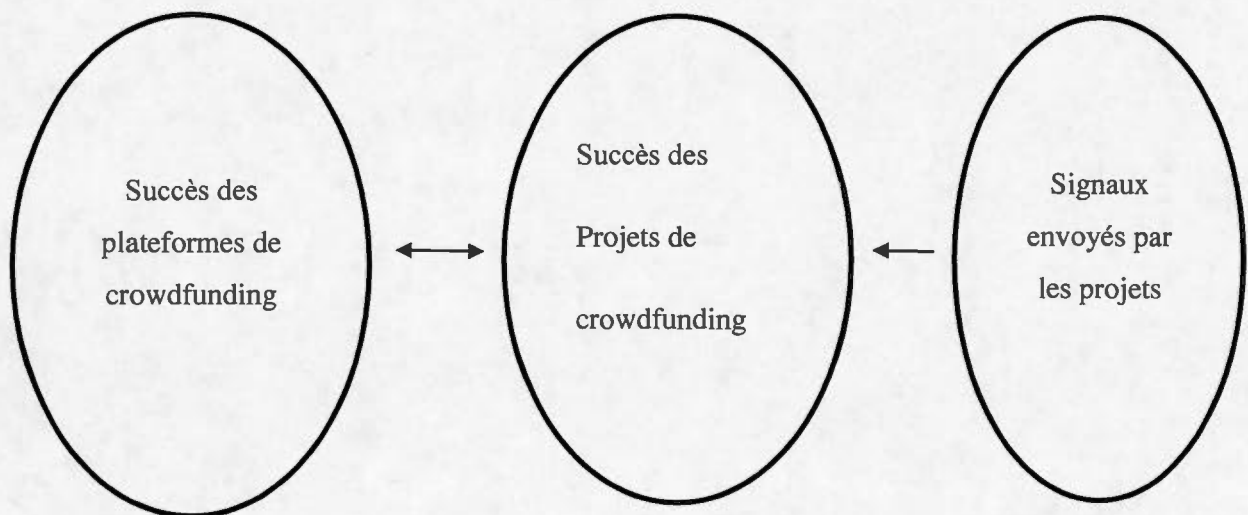 Succès des
plateformes de
crowdfunding
Succès des
Projets de
crowdfunding
Signaux
envoyés par
les projets